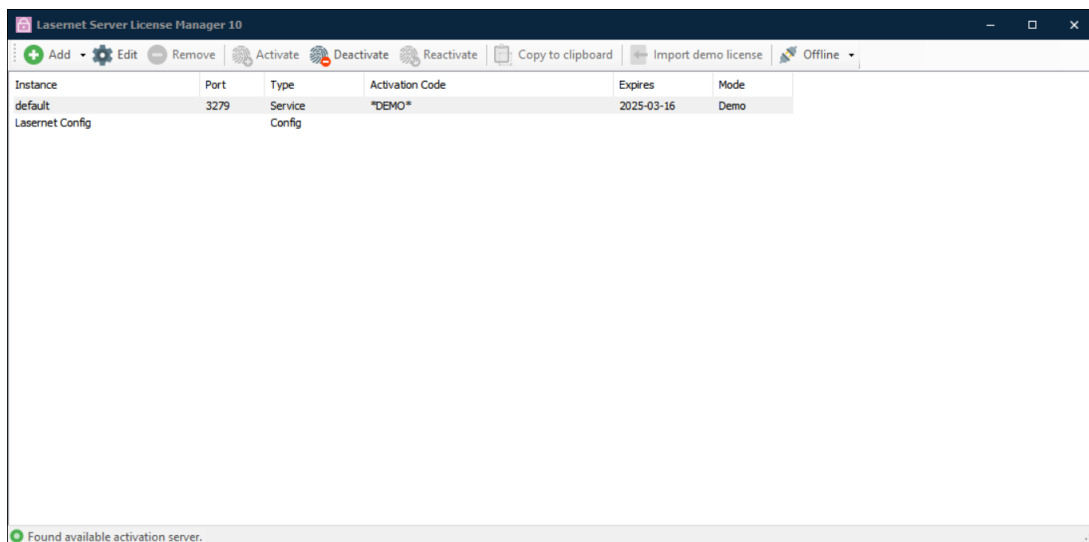 Lasernet Server License Manager 10
Add Edit Remove Activate Deactivate Reactivate Copy to clipboard Import demo license Offline
Instance Port Type Activation Code Expires Mode
default 3279 Service *DEMO* 2025-03-16 Demo
Lasernet Config Config
Found available activation server.